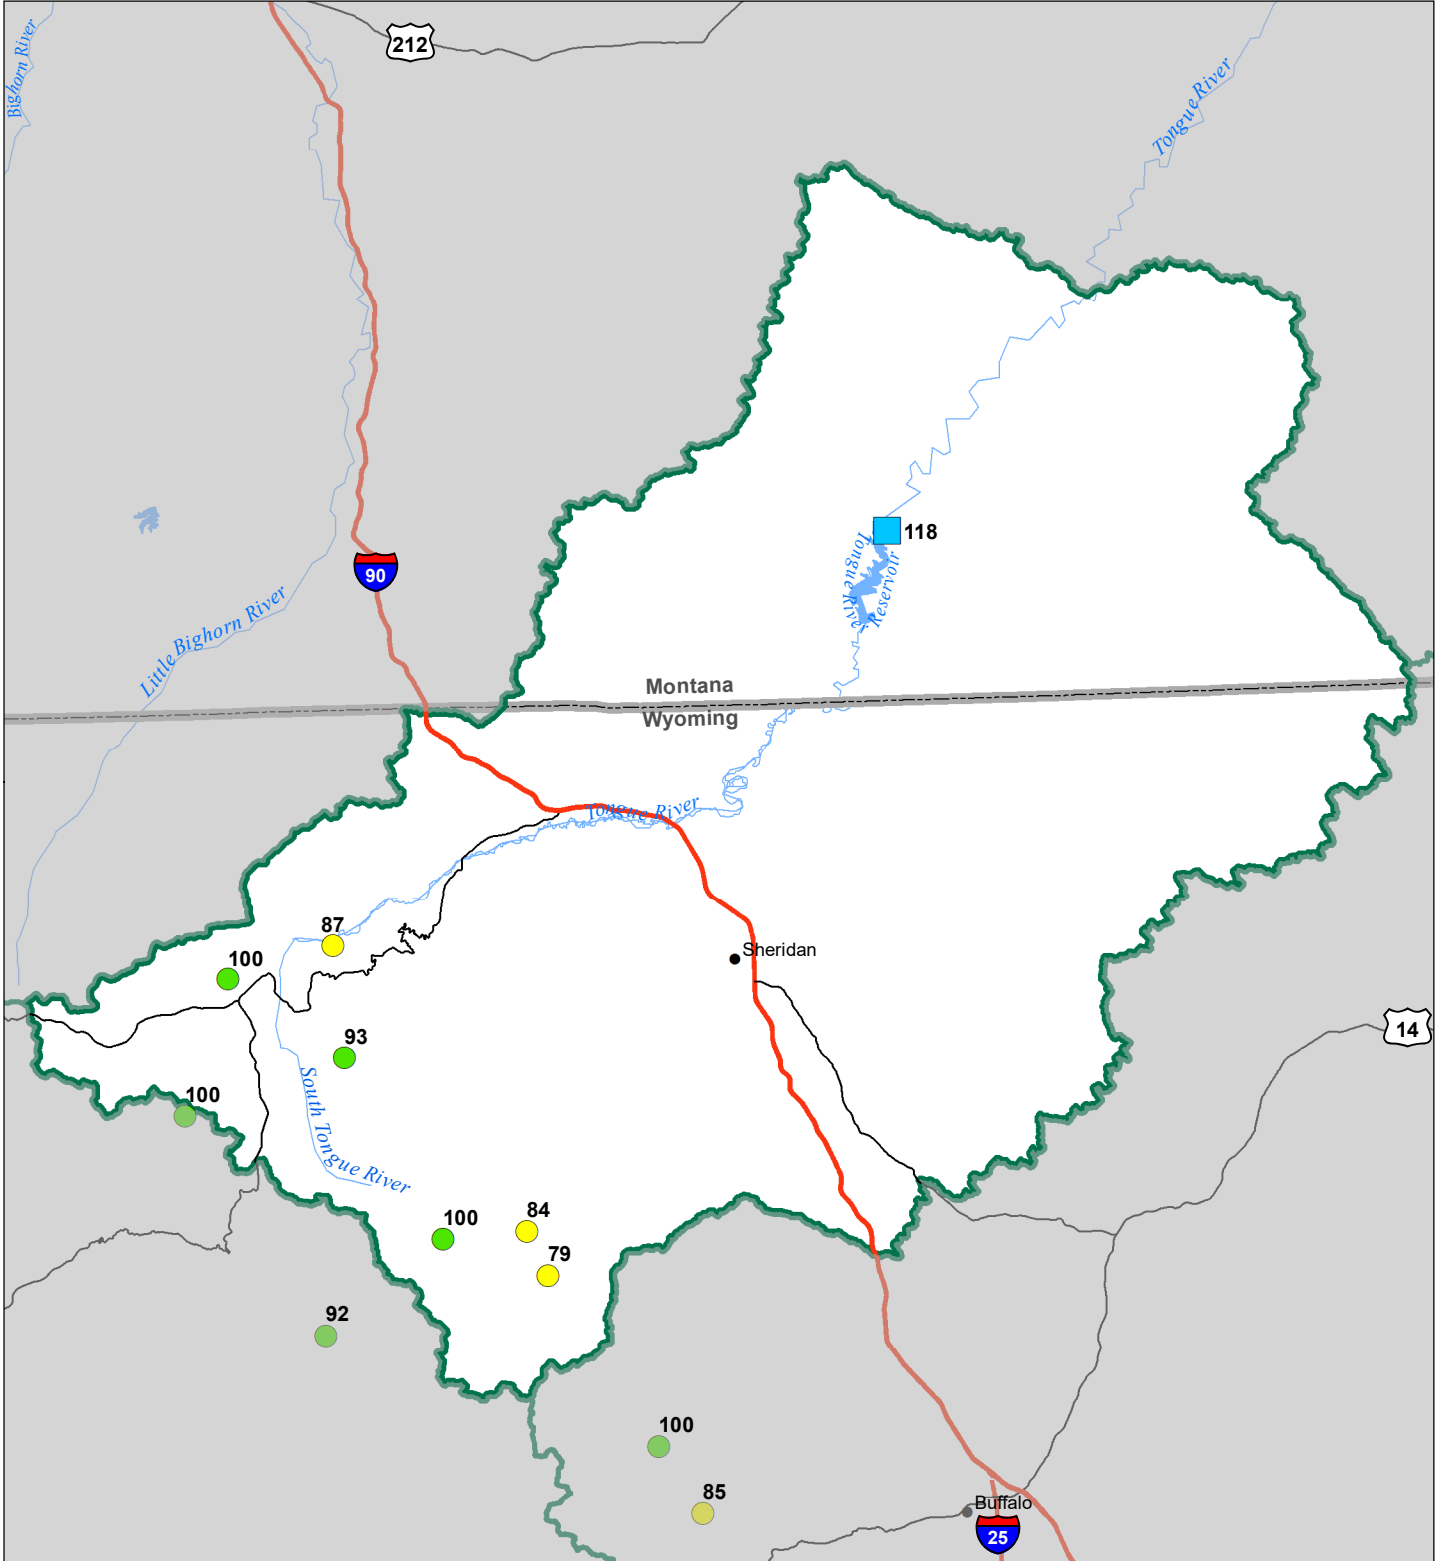 212
Bighorn River
Tongue River
118
Tongue River
Reservoir
90
Little Bighorn River
Montana
Wyoming
Tongue River
87
Sheridan
100
14
93
100
South Tongue River
100
84
79
92
100
85
Buffalo
25